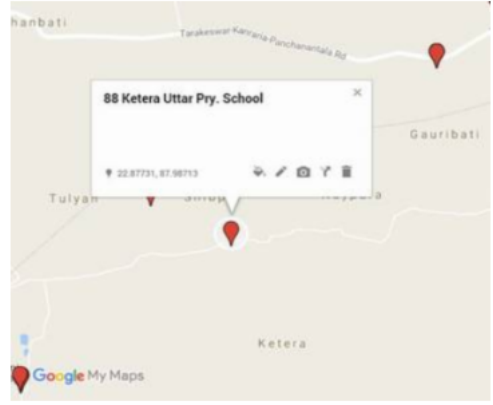 hanbati
Tarakeswar-Kanraria-Panchanantala Rd
88 Ketera Uttar Pry. School
Gauribati
22.87731, 87.98713
Tulyan
Ketera
Google My Maps